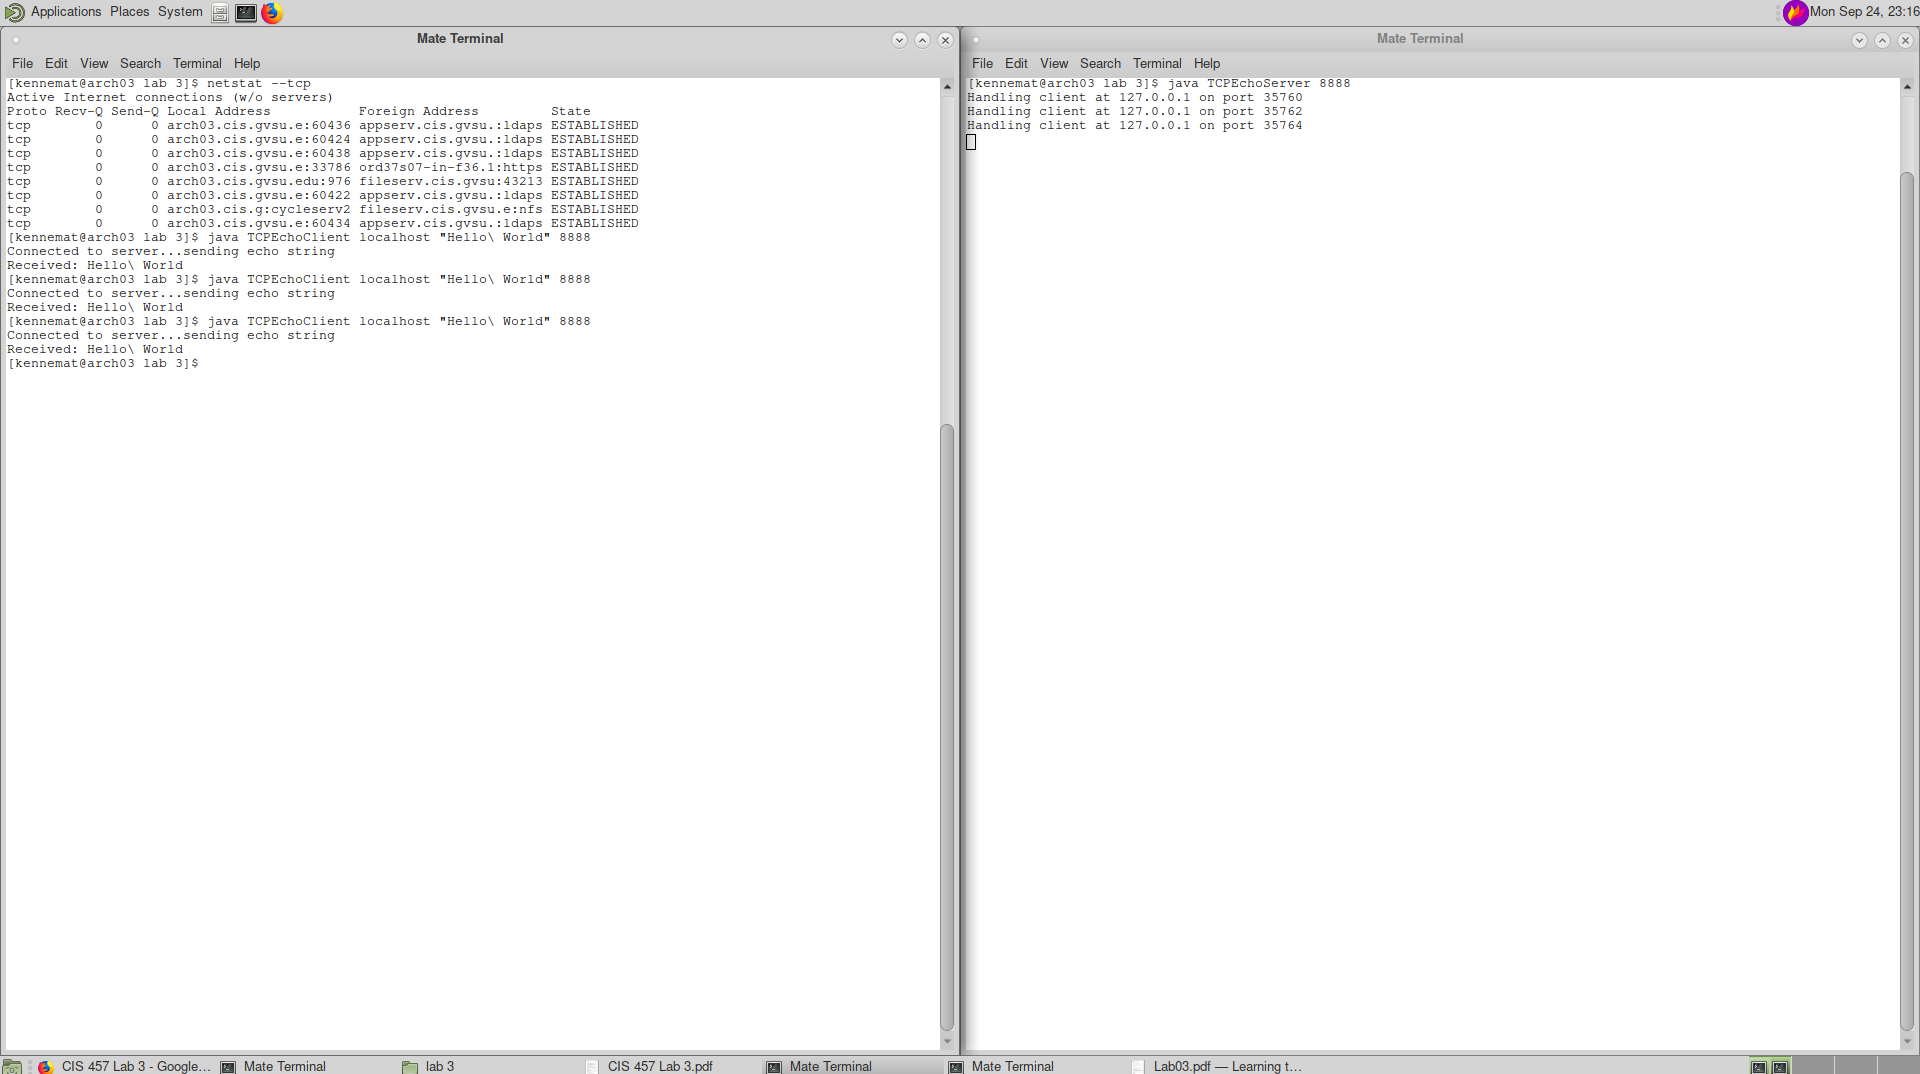 Applications Places System
Mon Sep 24, 23:16
Mate Terminal
File Edit View Search Terminal Help
[kennemat@arch03 lab 3]$ netstat --tcp
Active Internet connections (w/o servers)
Proto Recv-Q Send-Q Local Address           Foreign Address         State
tcp        0      0 arch03.cis.gvsu.e:60436 appserv.cis.gvsu.:ldaps ESTABLISHED
tcp        0      0 arch03.cis.gvsu.e:60424 appserv.cis.gvsu.:ldaps ESTABLISHED
tcp        0      0 arch03.cis.gvsu.e:60438 appserv.cis.gvsu.:ldaps ESTABLISHED
tcp        0      0 arch03.cis.gvsu.e:33786 ord37s07-in-f36.1:https ESTABLISHED
tcp        0      0 arch03.cis.gvsu.edu:976 fileserv.cis.gvsu:43213 ESTABLISHED
tcp        0      0 arch03.cis.gvsu.e:60422 appserv.cis.gvsu.:ldaps ESTABLISHED
tcp        0      0 arch03.cis.g:cycleserv2 fileserv.cis.gvsu.e:nfs ESTABLISHED
tcp        0      0 arch03.cis.gvsu.e:60434 appserv.cis.gvsu.:ldaps ESTABLISHED
[kennemat@arch03 lab 3]$ java TCPEchoClient localhost "Hello\ World" 8888
Connected to server...sending echo string
Received: Hello\ World
[kennemat@arch03 lab 3]$ java TCPEchoClient localhost "Hello\ World" 8888
Connected to server...sending echo string
Received: Hello\ World
[kennemat@arch03 lab 3]$ java TCPEchoClient localhost "Hello\ World" 8888
Connected to server...sending echo string
Received: Hello\ World
[kennemat@arch03 lab 3]$
Mate Terminal
File Edit View Search Terminal Help
[kennemat@arch03 lab 3]$ java TCPEchoServer 8888
Handling client at 127.0.0.1 on port 35760
Handling client at 127.0.0.1 on port 35762
Handling client at 127.0.0.1 on port 35764
CIS 457 Lab 3 - Google... Mate Terminal lab 3 CIS 457 Lab 3.pdf Mate Terminal Mate Terminal Lab03.pdf — Learning t...